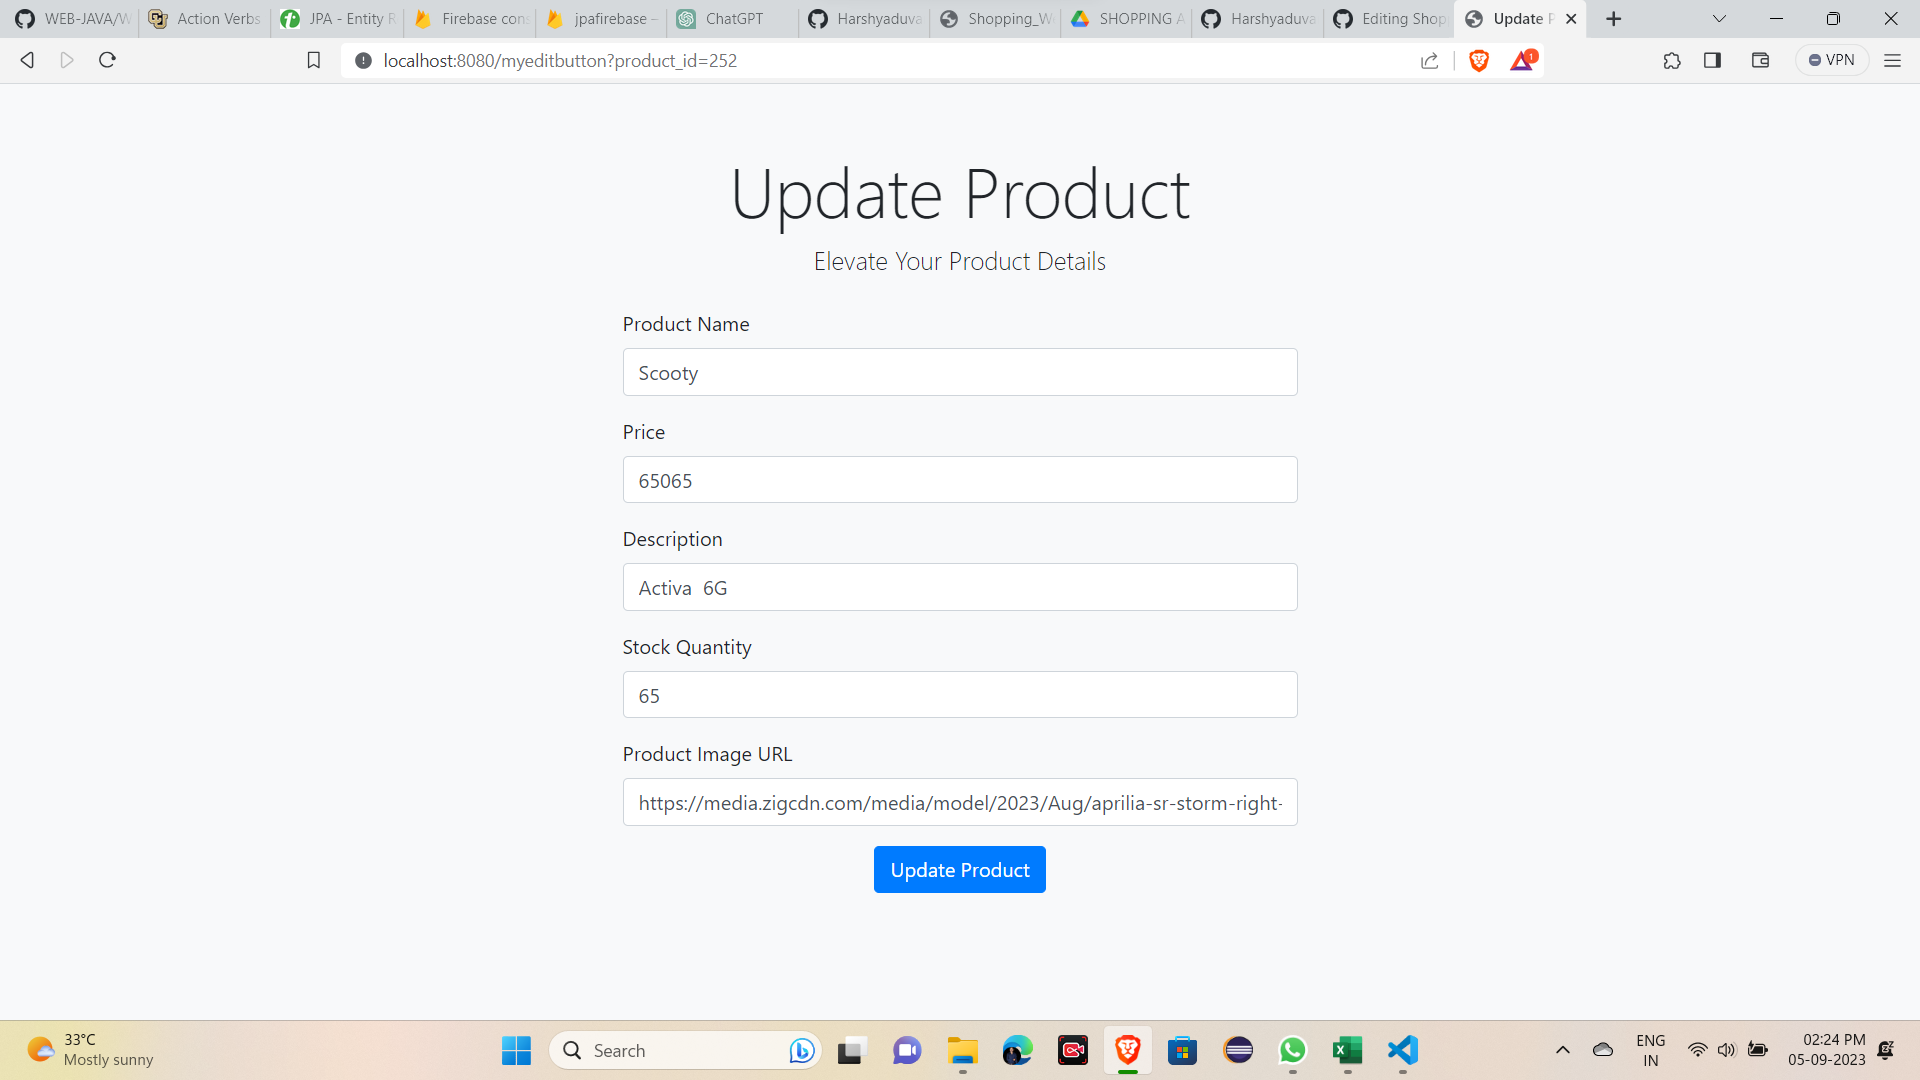 WEB-JAVA/W
Action Verbs
JPA - Entity R
Firebase cons
jpafirebase –
ChatGPT
Harshyaduva
Shopping_We
SHOPPING A
Harshyaduva
Editing Shop
Update P
localhost:8080/myeditbutton?product_id=252
1
VPN
Update Product
Elevate Your Product Details
Product Name
Scooty
Price
65065
Description
Activa  6G
Stock Quantity
65
Product Image URL
https://media.zigcdn.com/media/model/2023/Aug/aprilia-sr-storm-right-
Update Product
33°C
Mostly sunny
Search
ENG
IN
02:24 PM
05-09-2023